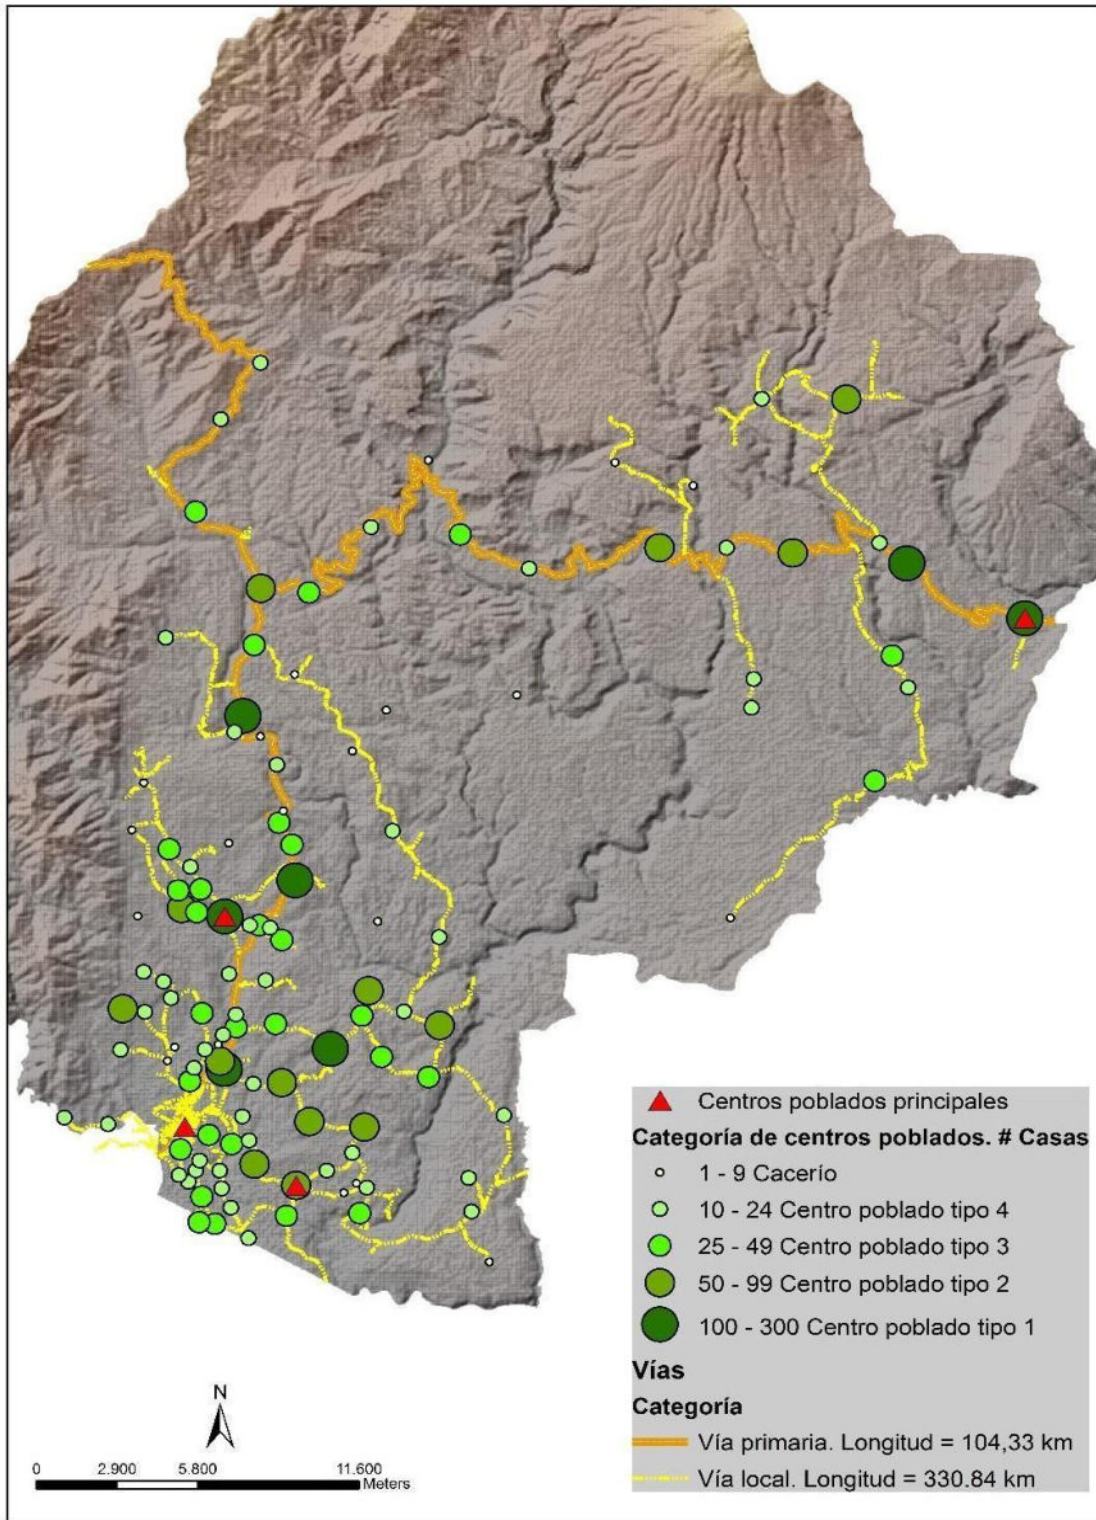 Centros poblados principales
Categoría de centros poblados. # Casas
1 - 9 Cacerío
10 - 24 Centro poblado tipo 4
25 - 49 Centro poblado tipo 3
50 - 99 Centro poblado tipo 2
100 - 300 Centro poblado tipo 1
Vías
Categoría
Vía primaria. Longitud = 104,33 km
Vía local. Longitud = 330.84 km
N
0 2.900 5.800 11.600
Meters